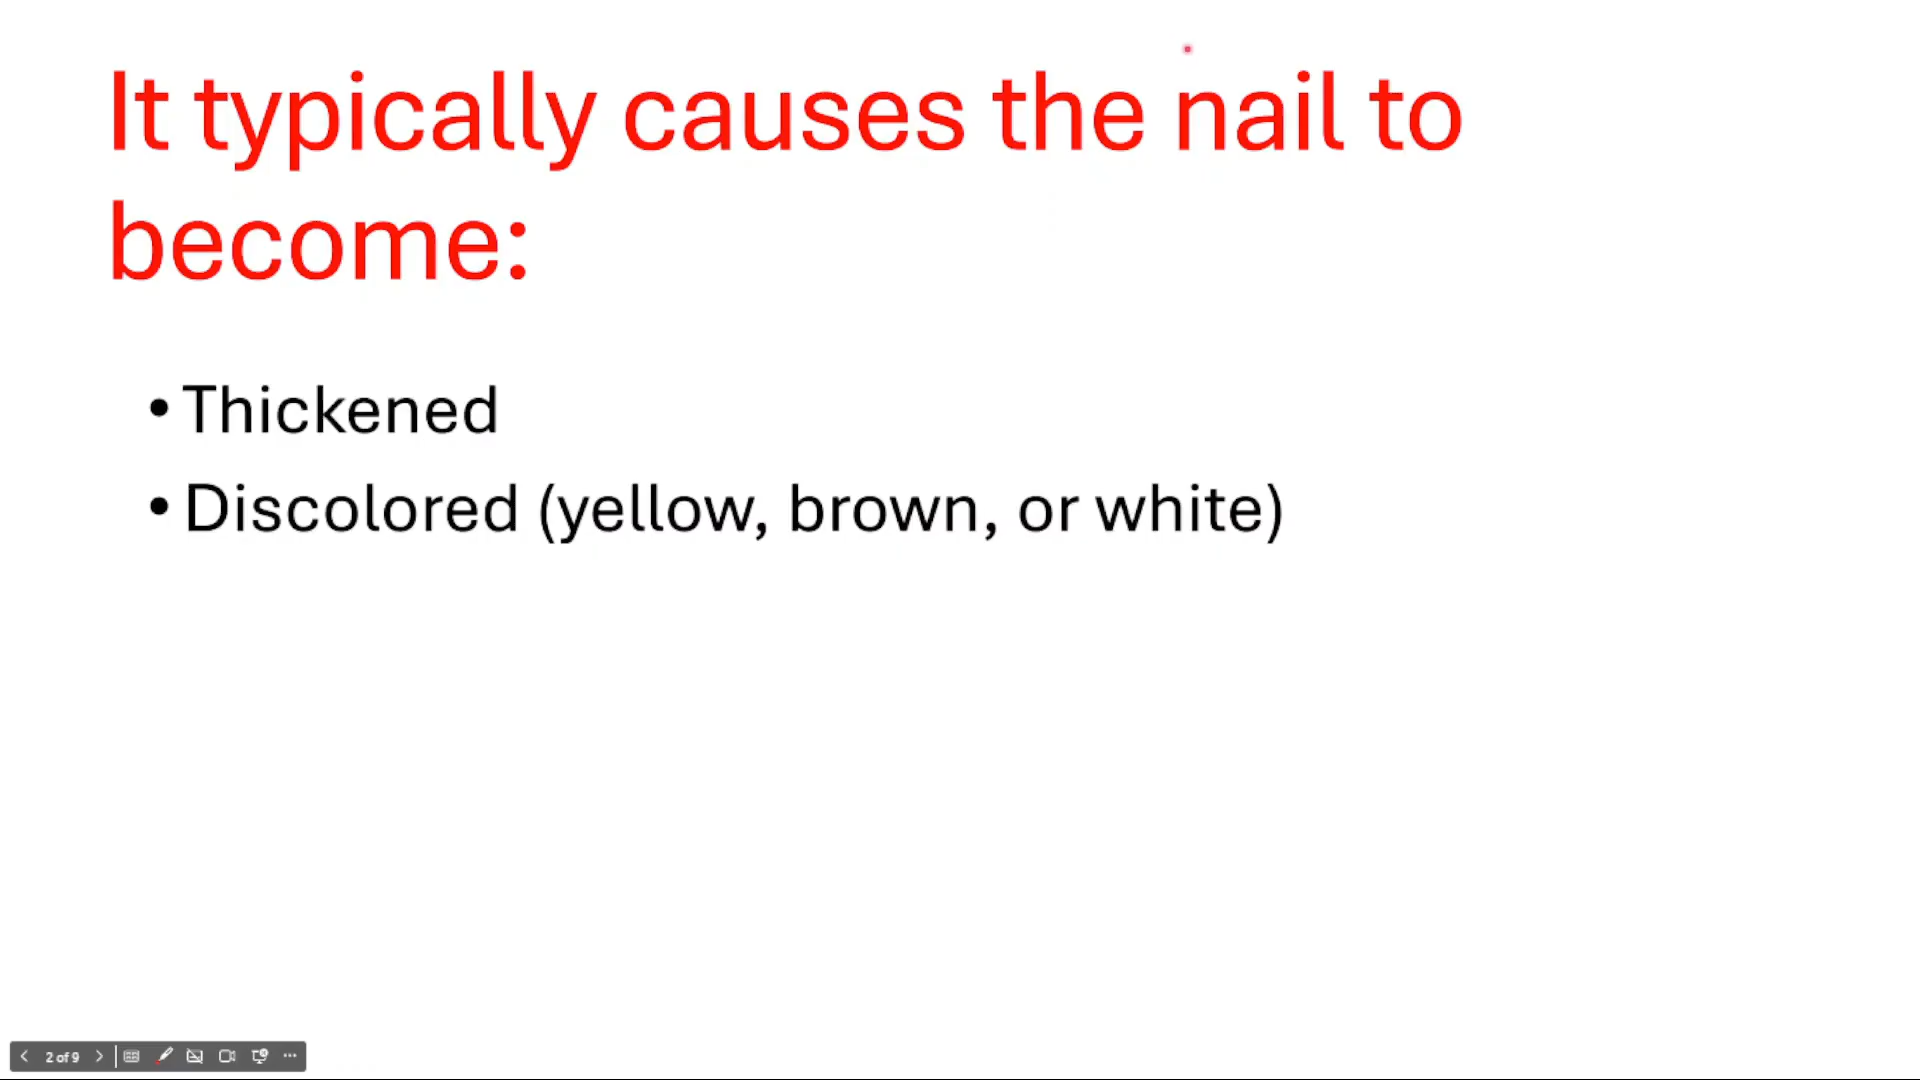 It typically causes the nail to
become:
• Thickened
• Discolored (yellow, brown, or white)
2 of 9